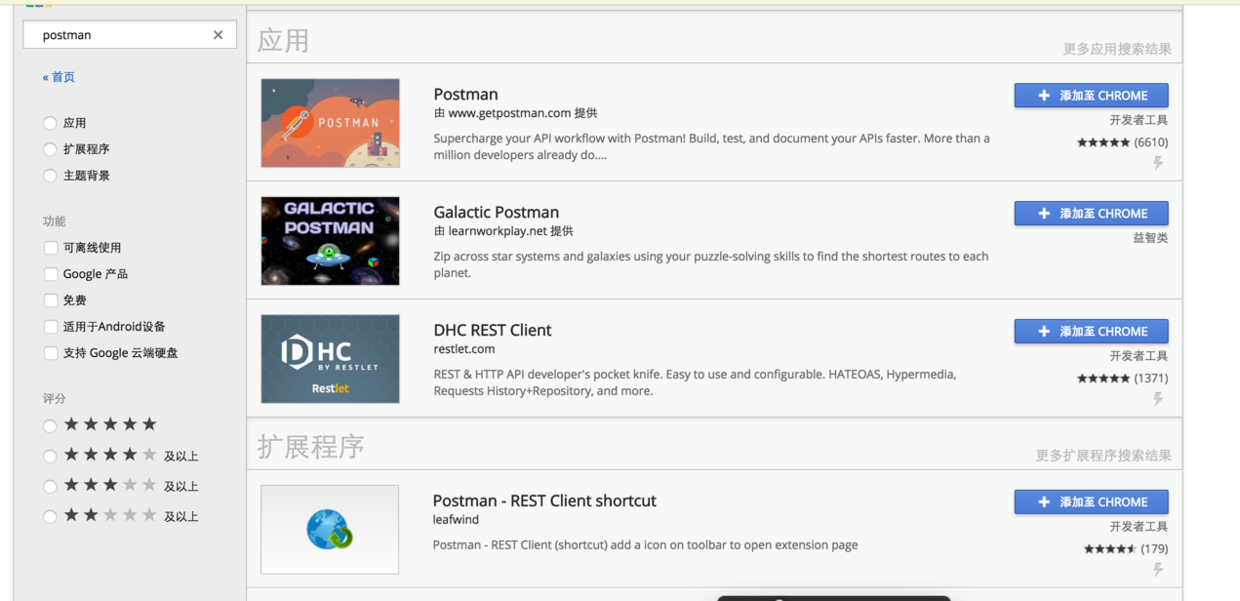 postman
« 首页
应用
扩展程序
主题背景
功能
可离线使用
Google 产品
免费
适用于Android设备
支持 Google 云端硬盘
评分
及以上
及以上
及以上
应用
更多应用搜索结果
POSTMAN
Postman
由 www.getpostman.com 提供
Supercharge your API workflow with Postman! Build, test, and document your APIs faster. More than a
million developers already do....
添加至 CHROME
开发者工具
(6610)
GALACTIC
POSTMAN
Galactic Postman
由 learnworkplay.net 提供
Zip across star systems and galaxies using your puzzle-solving skills to find the shortest routes to each
planet.
添加至 CHROME
益智类
DHC
BY RESTLET
Restlet
DHC REST Client
restlet.com
REST & HTTP API developer's pocket knife. Easy to use and configurable. HATEOAS, Hypermedia,
Requests History+Repository, and more.
添加至 CHROME
开发者工具
(1371)
扩展程序
更多扩展程序搜索结果
Postman - REST Client shortcut
leafwind
Postman - REST Client (shortcut) add a icon on toolbar to open extension page
添加至 CHROME
开发者工具
(179)